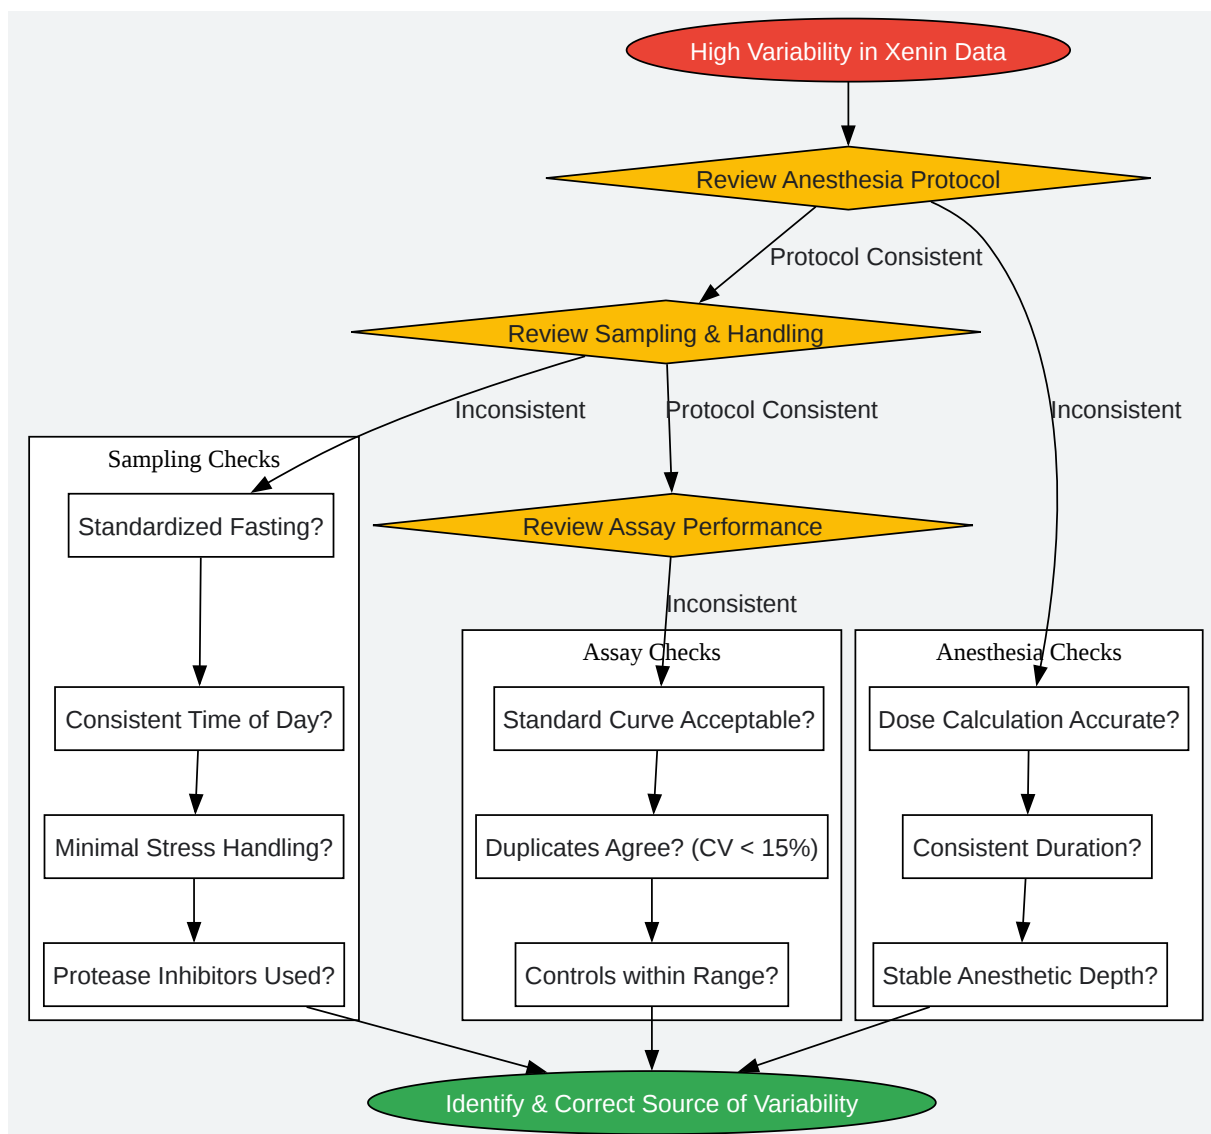 High Variability in Xenin Data
Review Anesthesia Protocol
Protocol Consistent
Review Sampling & Handling
Inconsistent
Protocol Consistent
Inconsistent
Sampling Checks
Standardized Fasting?
Review Assay Performance
Inconsistent
Assay Checks
Anesthesia Checks
Consistent Time of Day?
Standard Curve Acceptable?
Dose Calculation Accurate?
Minimal Stress Handling?
Duplicates Agree? (CV < 15%)
Consistent Duration?
Protease Inhibitors Used?
Controls within Range?
Stable Anesthetic Depth?
Identify & Correct Source of Variability